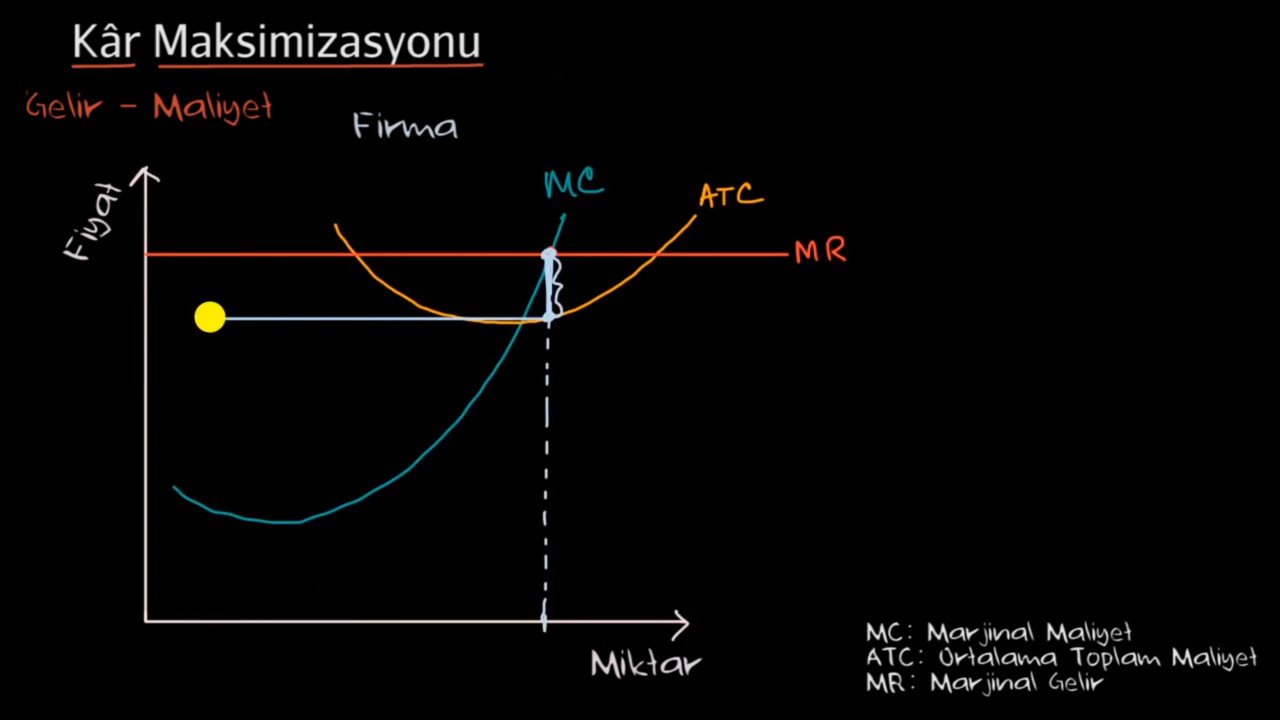 Kâr Maksimizasyonu
Gelir - Maliyet
Firma
MC
ATC
Fiyat
MR
Miktar
MC: Marjinal Maliyet
ATC: Ortalama Toplam Maliyet
MR: Marjinal Gelir